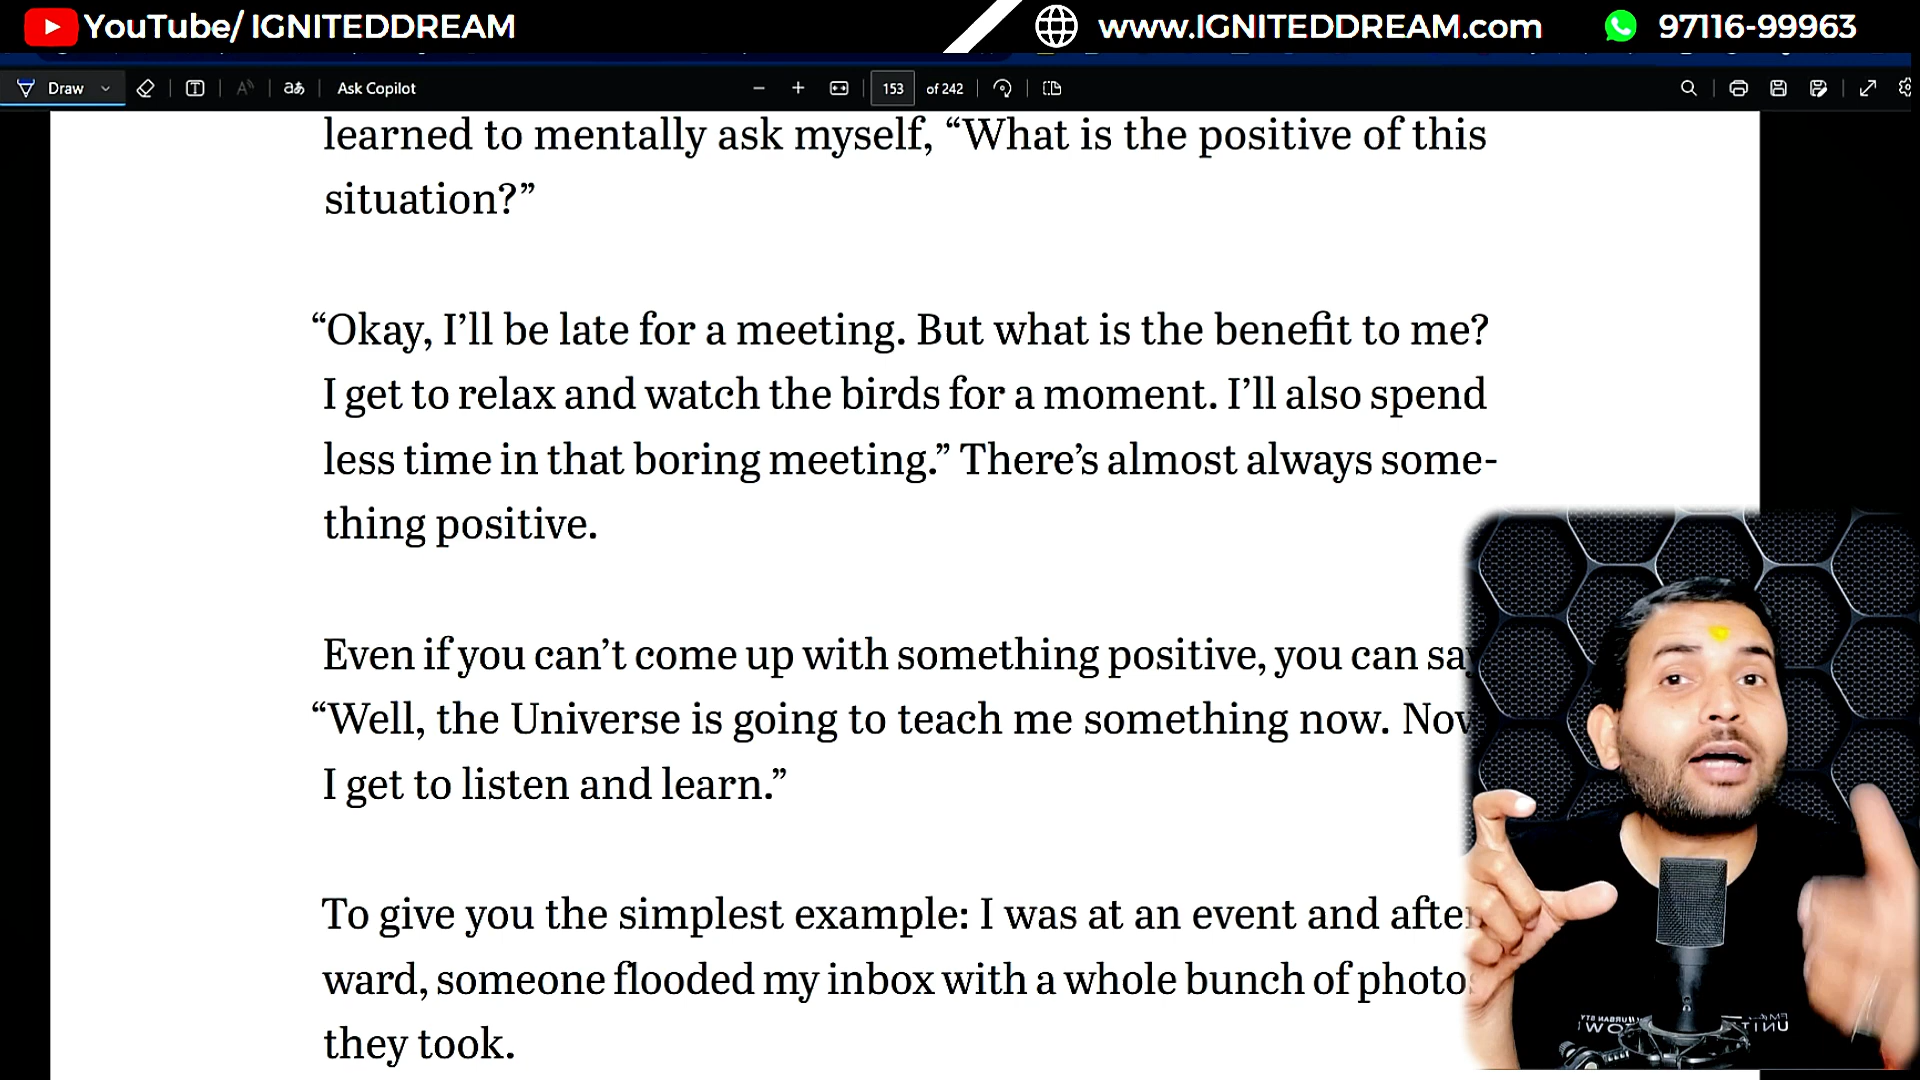 YouTube/ IGNITEDDREAM
www.IGNITEDDREAM.com
97116-99963
Draw
Ask Copilot
153 of 242
learned to mentally ask myself, “What is the positive of this
situation?”
“Okay, I’ll be late for a meeting. But what is the benefit to me?
I get to relax and watch the birds for a moment. I’ll also spend
less time in that boring meeting.” There’s almost always some-
thing positive.
Even if you can’t come up with something positive, you can say
“Well, the Universe is going to teach me something now. Now
I get to listen and learn.”
To give you the simplest example: I was at an event and after
ward, someone flooded my inbox with a whole bunch of photos
they took.